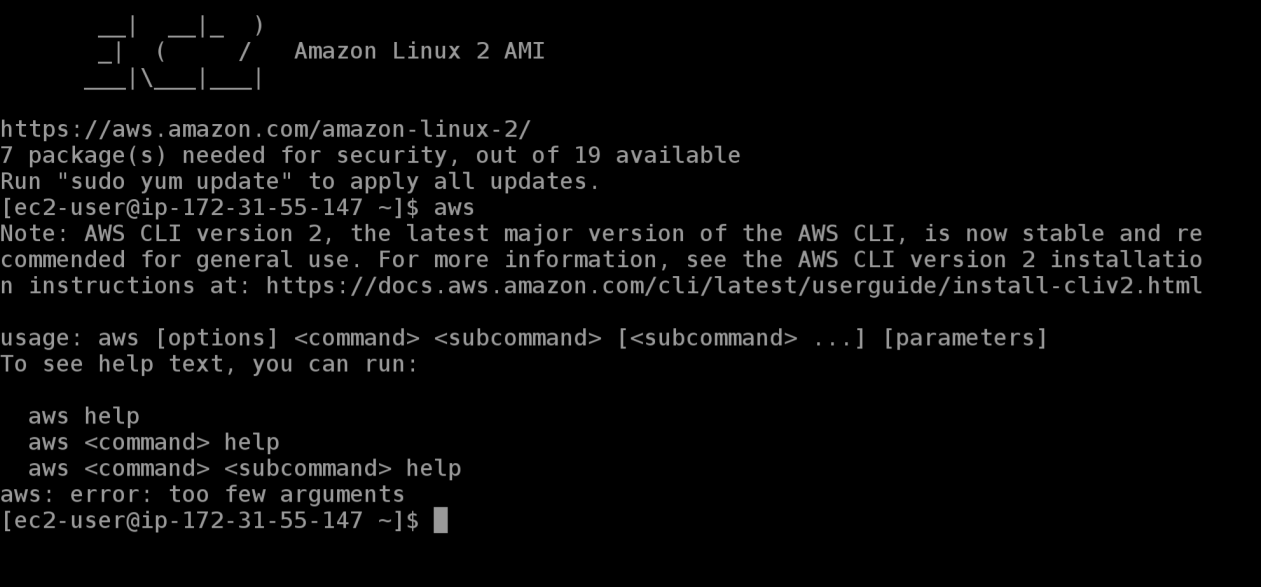 __|  __|_  )
       _|  (     /   Amazon Linux 2 AMI
      ___|\___|___|

https://aws.amazon.com/amazon-linux-2/
7 package(s) needed for security, out of 19 available
Run "sudo yum update" to apply all updates.
[ec2-user@ip-172-31-55-147 ~]$ aws
Note: AWS CLI version 2, the latest major version of the AWS CLI, is now stable and re
commended for general use. For more information, see the AWS CLI version 2 installatio
n instructions at: https://docs.aws.amazon.com/cli/latest/userguide/install-cliv2.html

usage: aws [options] <command> <subcommand> [<subcommand> ...] [parameters]
To see help text, you can run:

  aws help
  aws <command> help
  aws <command> <subcommand> help
aws: error: too few arguments
[ec2-user@ip-172-31-55-147 ~]$